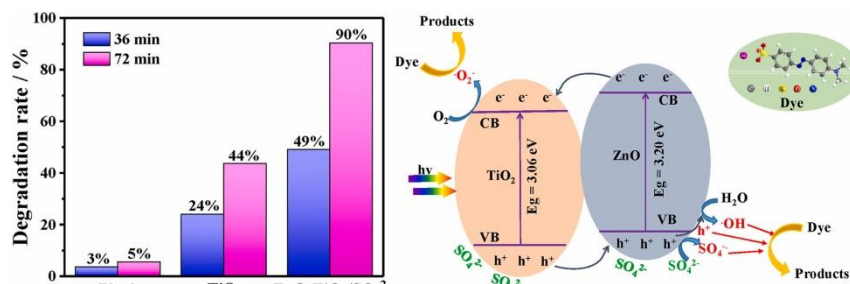 Degradation rate / %
100
80
60
40
20
0
36 min
72 min
3%
5%
24%
44%
49%
90%
Products
Dye
·O₂⁻
O₂
e⁻ e⁻ e⁻
CB
hv
TiO₂
Eg = 3.06 eV
VB
h⁺ h⁺ h⁺
SO₄²⁻
e⁻ e⁻ e⁻
CB
ZnO
Eg = 3.20 eV
VB
h⁺ h⁺ h⁺
SO₄²⁻
SO₄²⁻
H₂O
·OH
h⁺
SO₄·⁻
Dye
Products
Dye